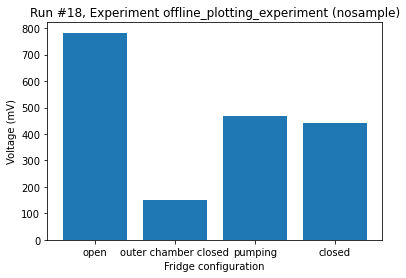 Run #18, Experiment offline_plotting_experiment (nosample)
Voltage (mV)
800
700
600
500
400
300
200
100
0
open outer chamber closed pumping closed
Fridge configuration